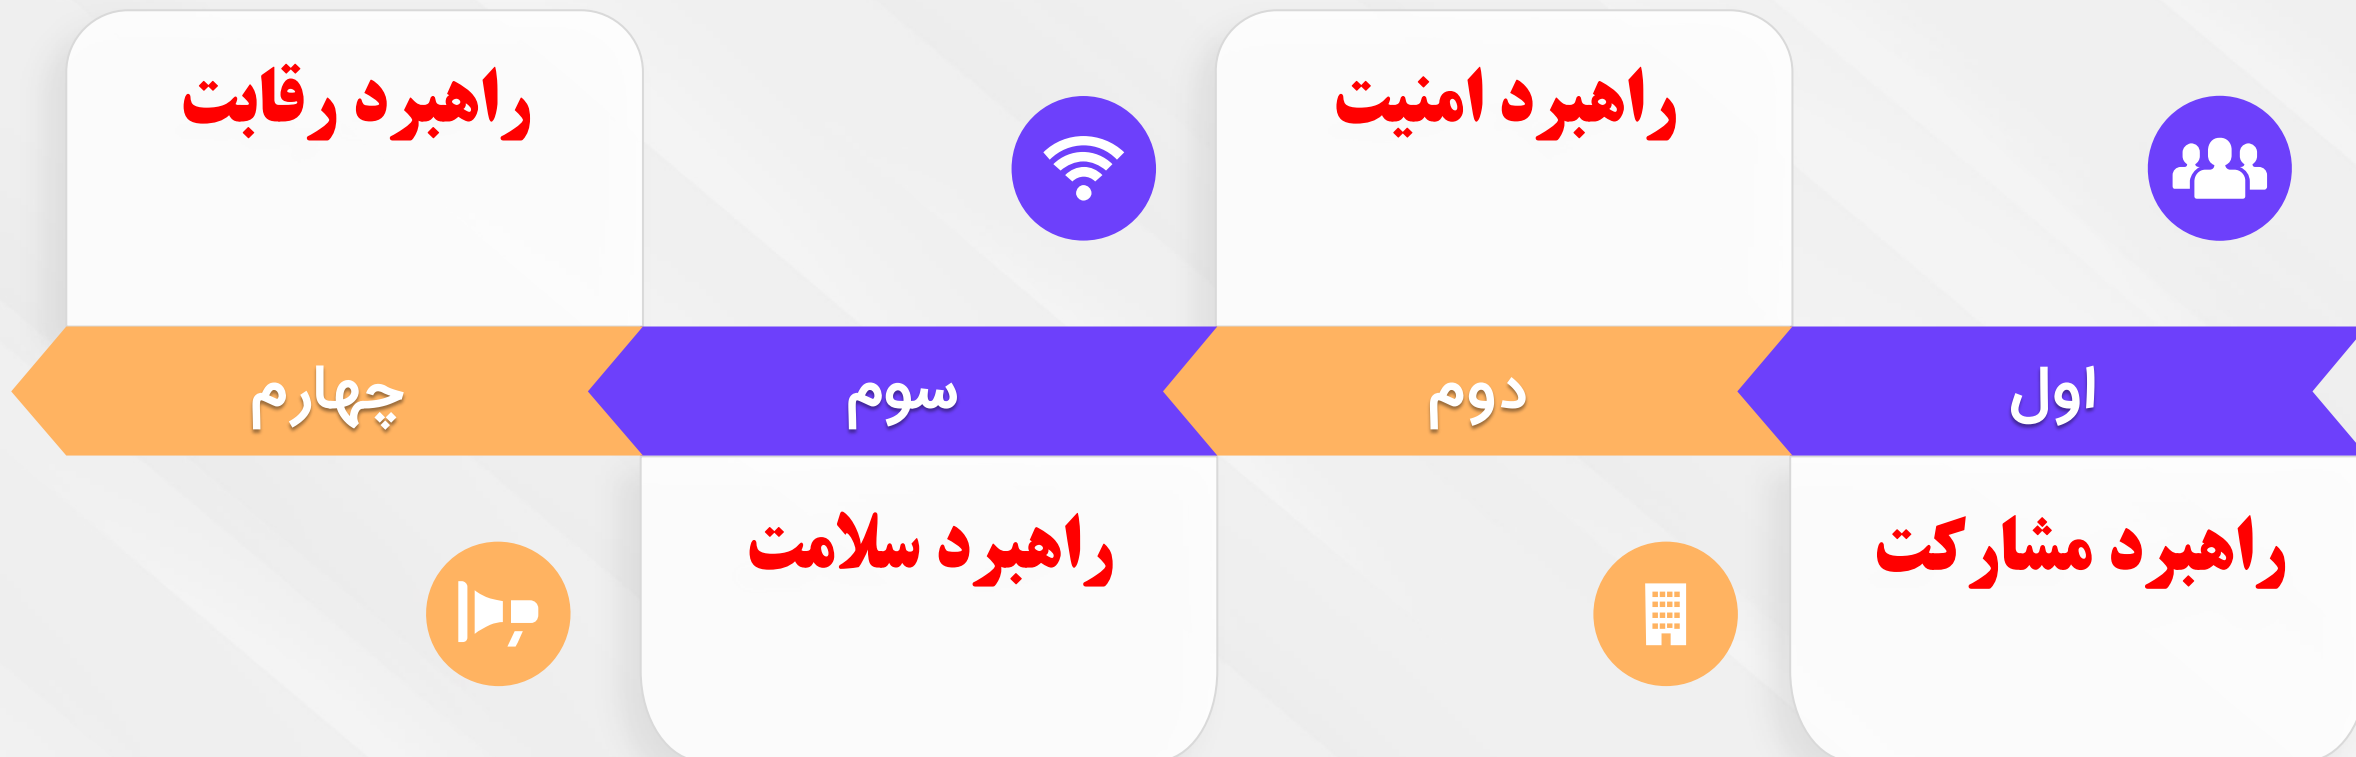 اول
راهبرد مشارکت
دوم
راهبرد امنیت
سوم
راهبرد سلامت
چهارم
راهبرد رقابت